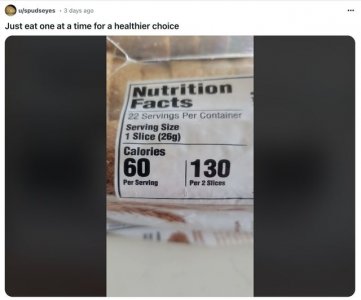 u/spudseyes • 3 days ago
Just eat one at a time for a healthier choice
Nutrition
Facts
22 Servings Per Container
Serving Size
1 Slice (26g)
Calories
60
Per Serving
130
Per 2 Slices